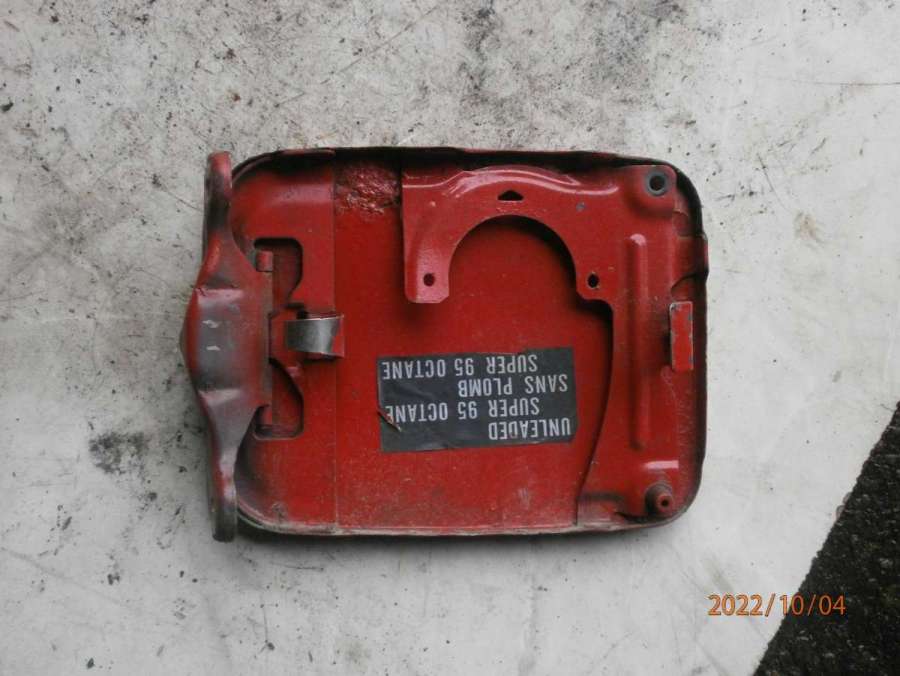 UNLEADED
SUPER 95 OCTANE
SANS PLOMB
SUPER 95 OCTANE
2022/10/04